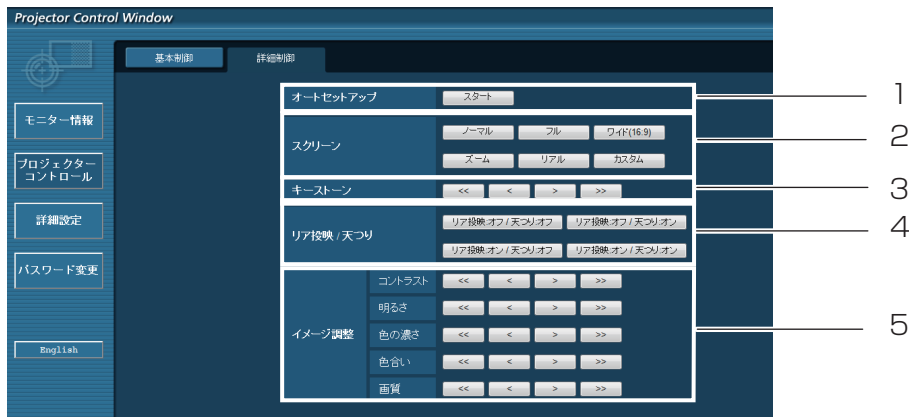 Projector Control Window
基本制御 詳細制御
オートセットアップ スタート 1
スクリーン ノーマル フル ワイド(16:9) 2
ズーム リアル カスタム
キーストーン << < > >> 3
リア投映 / 天つり リア投映:オフ / 天つり:オフ リア投映:オフ / 天つり:オン 4
リア投映:オン / 天つり:オフ リア投映:オン / 天つり:オン
イメージ調整 5
コントラスト << < > >>
明るさ << < > >>
色の濃さ << < > >>
色合い << < > >>
画質 << < > >>
モニター情報
プロジェクター
コントロール
詳細設定
パスワード変更
English